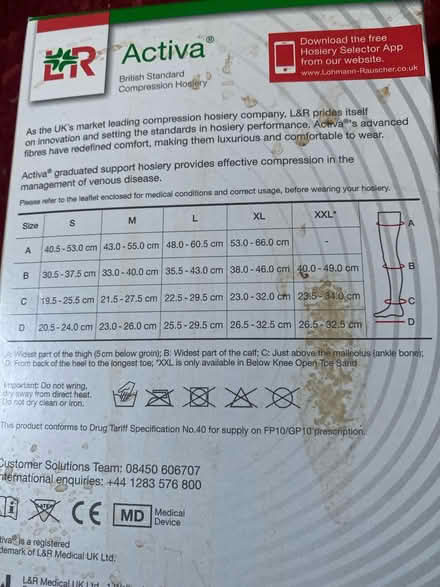 L&R
Activa®
British Standard
Compression Hosiery
Download the free
Hosiery Selector App
from our website.
www.Lohmann-Rauscher.co.uk
As the UK's market leading compression hosiery company, L&R prides itself
on innovation and setting the standards in hosiery performance. Activa®'s advanced
fibres have redefined comfort, making them luxurious and comfortable to wear.
Activa® graduated support hosiery provides effective compression in the
management of venous disease.
Please refer to the leaflet enclosed for medical conditions and correct usage, before wearing your hosiery.
Size S M L XL XXL*
A 40.5-53.0 cm 43.0-55.0 cm 48.0-60.5 cm 53.0-66.0 cm -
B 30.5-37.5 cm 33.0-40.0 cm 35.5-43.0 cm 38.0-46.0 cm 40.0-49.0 cm
C 19.5-25.5 cm 21.5-27.5 cm 22.5-29.5 cm 23.0-32.0 cm 23.5-34.0 cm
D 20.5-24.0 cm 23.0-26.0 cm 25.5-29.5 cm 26.5-32.5 cm 26.5-32.5 cm
A
B
C
D
A: Widest part of the thigh (5cm below groin); B: Widest part of the calf; C: Just above the malleolus (ankle bone);
D: From back of the heel to the longest toe; *XXL is only available in Below Knee Open Toe Sand
Important: Do not wring,
dry away from direct heat.
Do not dry clean or iron.
This product conforms to Drug Tariff Specification No.40 for supply on FP10/GP10 prescription.
Customer Solutions Team: 08450 606707
International enquiries: +44 1283 576 800
CE MD Medical
Device
tiva® is a registered
demark of L&R Medical UK Ltd.
L&R Medical UK Ltd